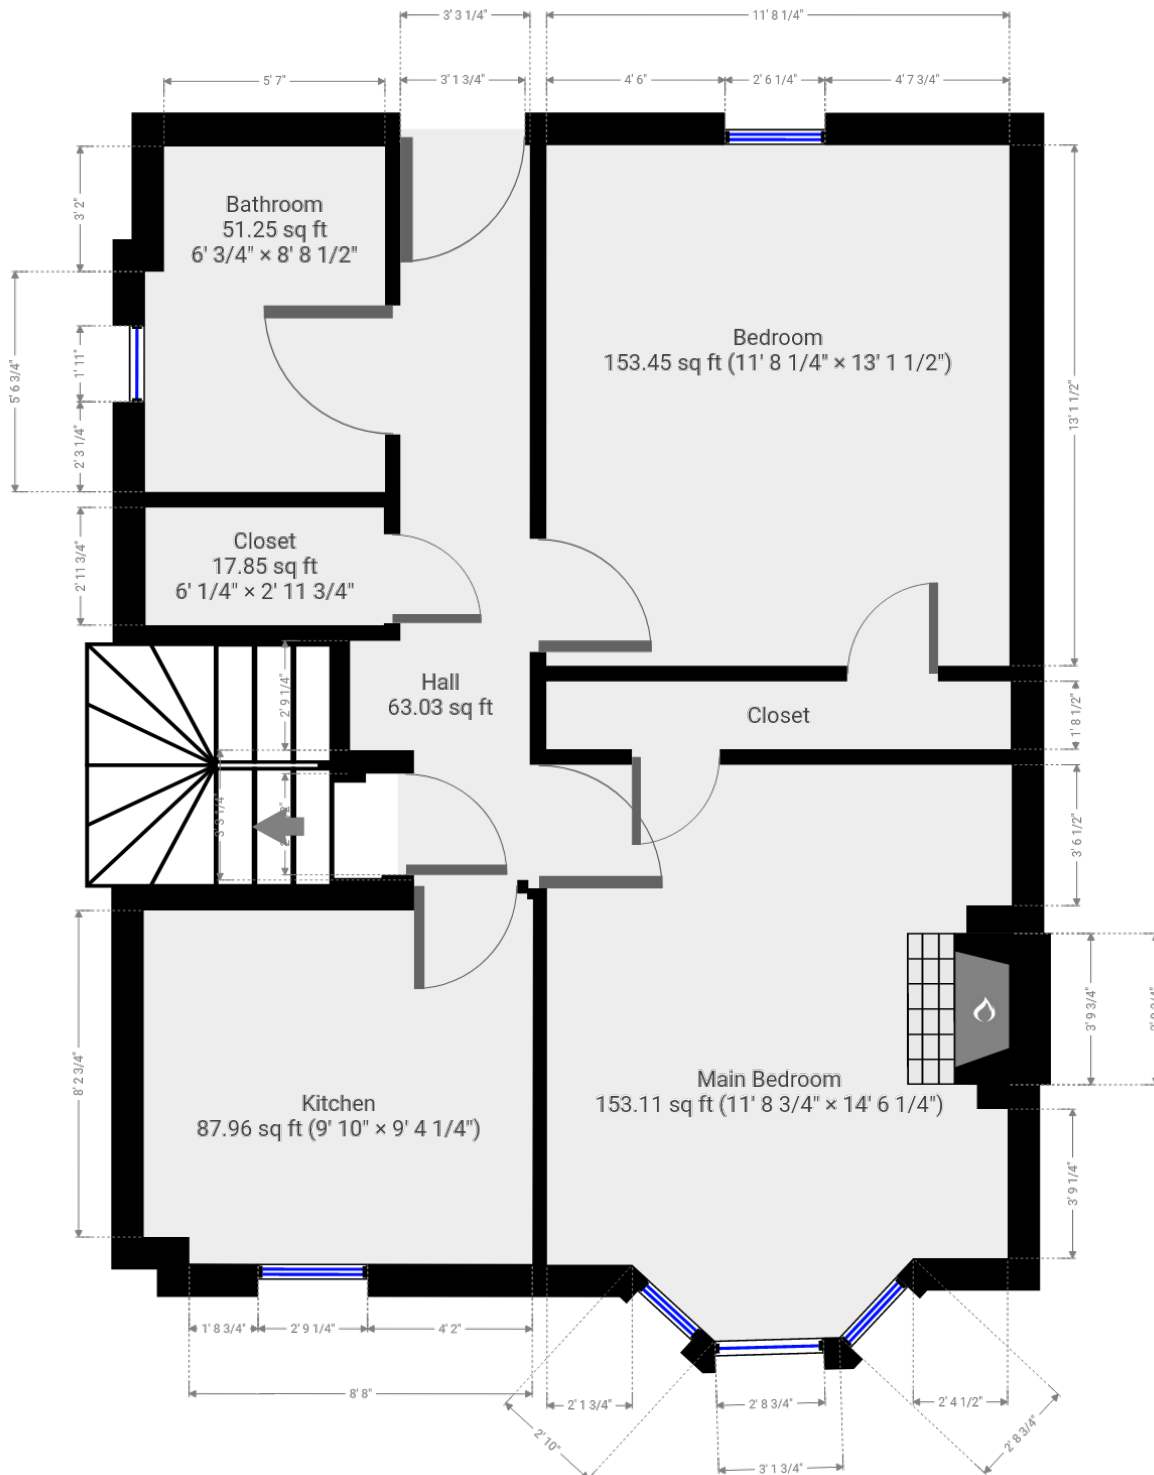 3' 3 1/4"
11' 8 1/4"
5' 7"
3' 1 3/4"
4' 6"
2' 6 1/4"
4' 7 3/4"
3' 2"
Bathroom
51.25 sq ft
6' 3/4" × 8' 8 1/2"
5' 6 3/4"
1' 11"
2' 3 1/4"
Bedroom
153.45 sq ft (11' 8 1/4" × 13' 1 1/2")
13' 1 1/2"
2' 11 3/4"
Closet
17.85 sq ft
6' 1/4" × 2' 11 3/4"
2' 9 1/4"
Hall
63.03 sq ft
Closet
1' 8 1/2"
3' 6 1/2"
3' 9 3/4"
8' 2 3/4"
Main Bedroom
153.11 sq ft (11' 8 3/4" × 14' 6 1/4")
Kitchen
87.96 sq ft (9' 10" × 9' 4 1/4")
3' 9 1/4"
1' 8 3/4"
2' 9 1/4"
4' 2"
8' 8"
2' 1 3/4"
2' 8 3/4"
2' 4 1/2"
2' 10"
2' 8 3/4"
3' 1 3/4"